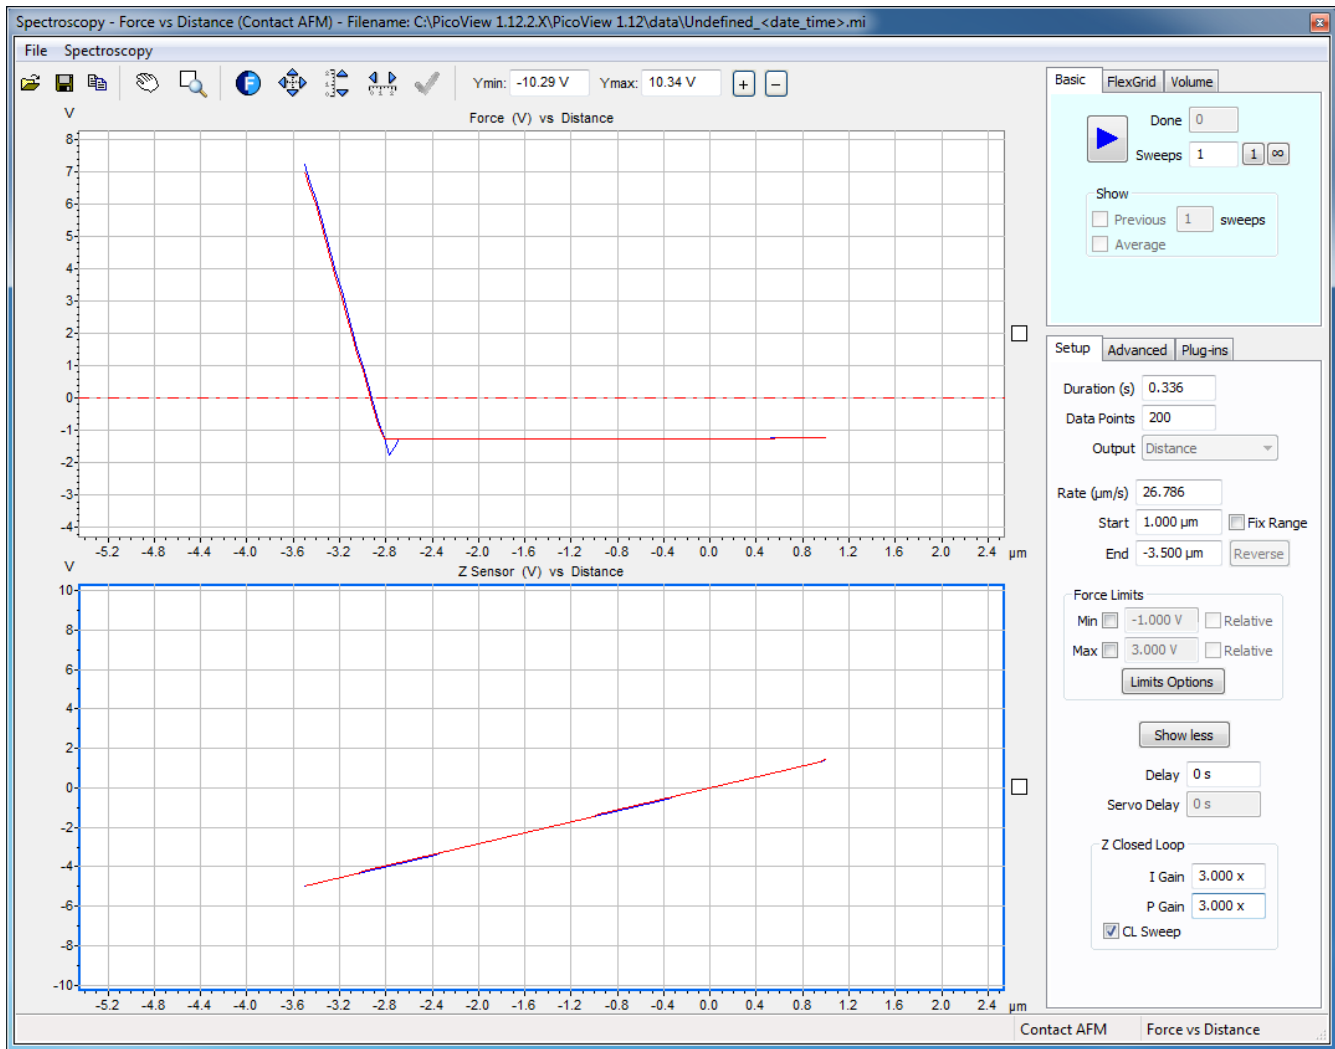 Spectroscopy - Force vs Distance (Contact AFM) - Filename: C:\PicoView 1.12.2.X\PicoView 1.12\data\Undefined_<date_time>.mi
File Spectroscopy
F Ymin: -10.29 V Ymax: 10.34 V + -
V
Force (V) vs Distance
8
7
6
5
4
3
2
1
0
-1
-2
-3
-4
-5.2 -4.8 -4.4 -4.0 -3.6 -3.2 -2.8 -2.4 -2.0 -1.6 -1.2 -0.8 -0.4 0.0 0.4 0.8 1.2 1.6 2.0 2.4 µm
V
Z Sensor (V) vs Distance
10
8
6
4
2
0
-2
-4
-6
-8
-10
-5.2 -4.8 -4.4 -4.0 -3.6 -3.2 -2.8 -2.4 -2.0 -1.6 -1.2 -0.8 -0.4 0.0 0.4 0.8 1.2 1.6 2.0 2.4 µm
Basic FlexGrid Volume
Done 0
Sweeps 1 1 ∞
Show
Previous 1 sweeps
Average
Setup Advanced Plug-ins
Duration (s) 0.336
Data Points 200
Output Distance
Rate (µm/s) 26.786
Start 1.000 µm Fix Range
End -3.500 µm Reverse
Force Limits
Min -1.000 V Relative
Max 3.000 V Relative
Limits Options
Show less
Delay 0 s
Servo Delay 0 s
Z Closed Loop
I Gain 3.000 x
P Gain 3.000 x
CL Sweep
Contact AFM Force vs Distance